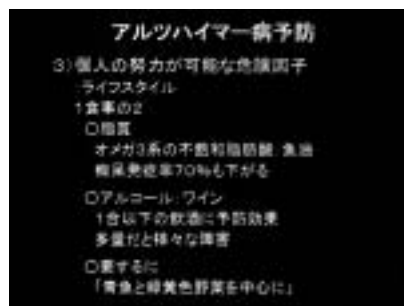 アルツハイマー病予防
3)個人の努力が可能な危険因子
ライフスタイル
1食事の2
〇脂質
オメガ3系の不飽和脂肪酸:魚油
痴呆発症率70%も下がる
〇アルコール:ワイン
1合以下の飲酒に予防効果
多量だと様々な障害
〇要するに
「青魚と緑黄色野菜を中心に」